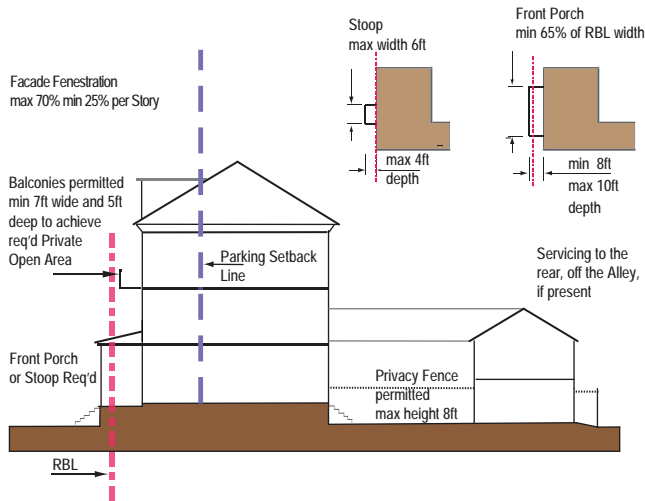 Stoop
max width 6ft
Front Porch
min 65% of RBL width
Facade Fenestration
max 70% min 25% per Story
max 4ft
depth
min 8ft
max 10ft
depth
Balconies permitted
min 7ft wide and 5ft
deep to achieve
req'd Private
Open Area
Parking Setback
Line
Servicing to the
rear, off the Alley,
if present
Front Porch
or Stoop Req'd
Privacy Fence
permitted
max height 8ft
RBL